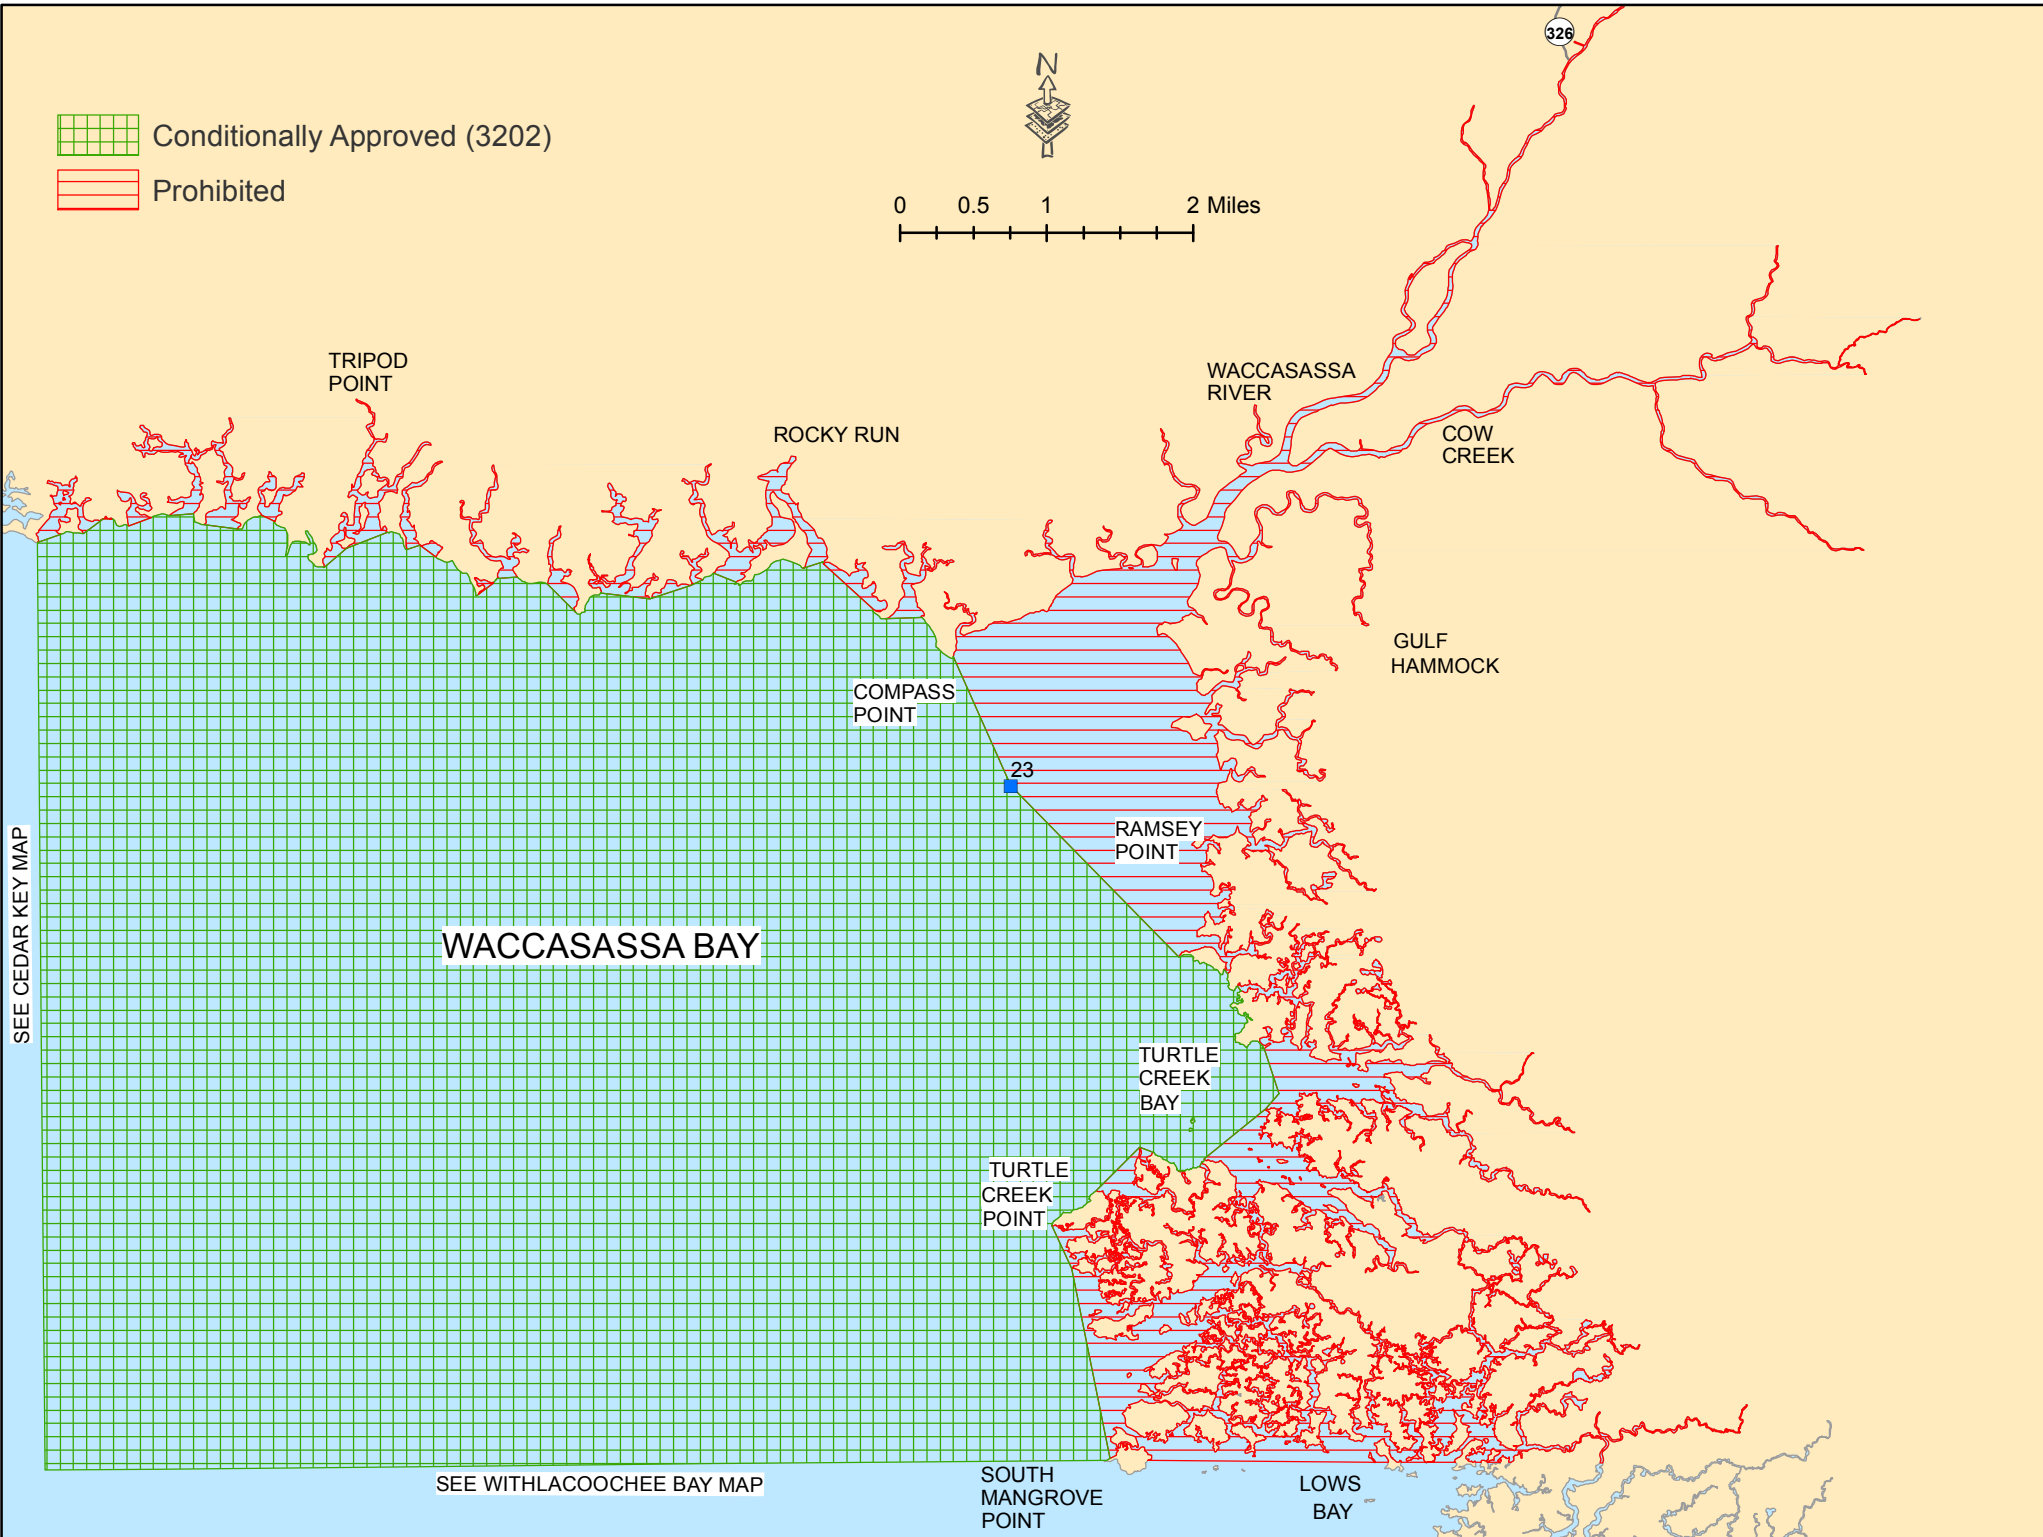 326
N
Conditionally Approved (3202)
Prohibited
0 0.5 1 2 Miles
TRIPOD
POINT
WACCASASSA
RIVER
ROCKY RUN
COW
CREEK
GULF
HAMMOCK
COMPASS
POINT
23
RAMSEY
POINT
SEE CEDAR KEY MAP
WACCASASSA BAY
TURTLE
CREEK
BAY
TURTLE
CREEK
POINT
SEE WITHLACOOCHEE BAY MAP
SOUTH
MANGROVE
POINT
LOWS
BAY